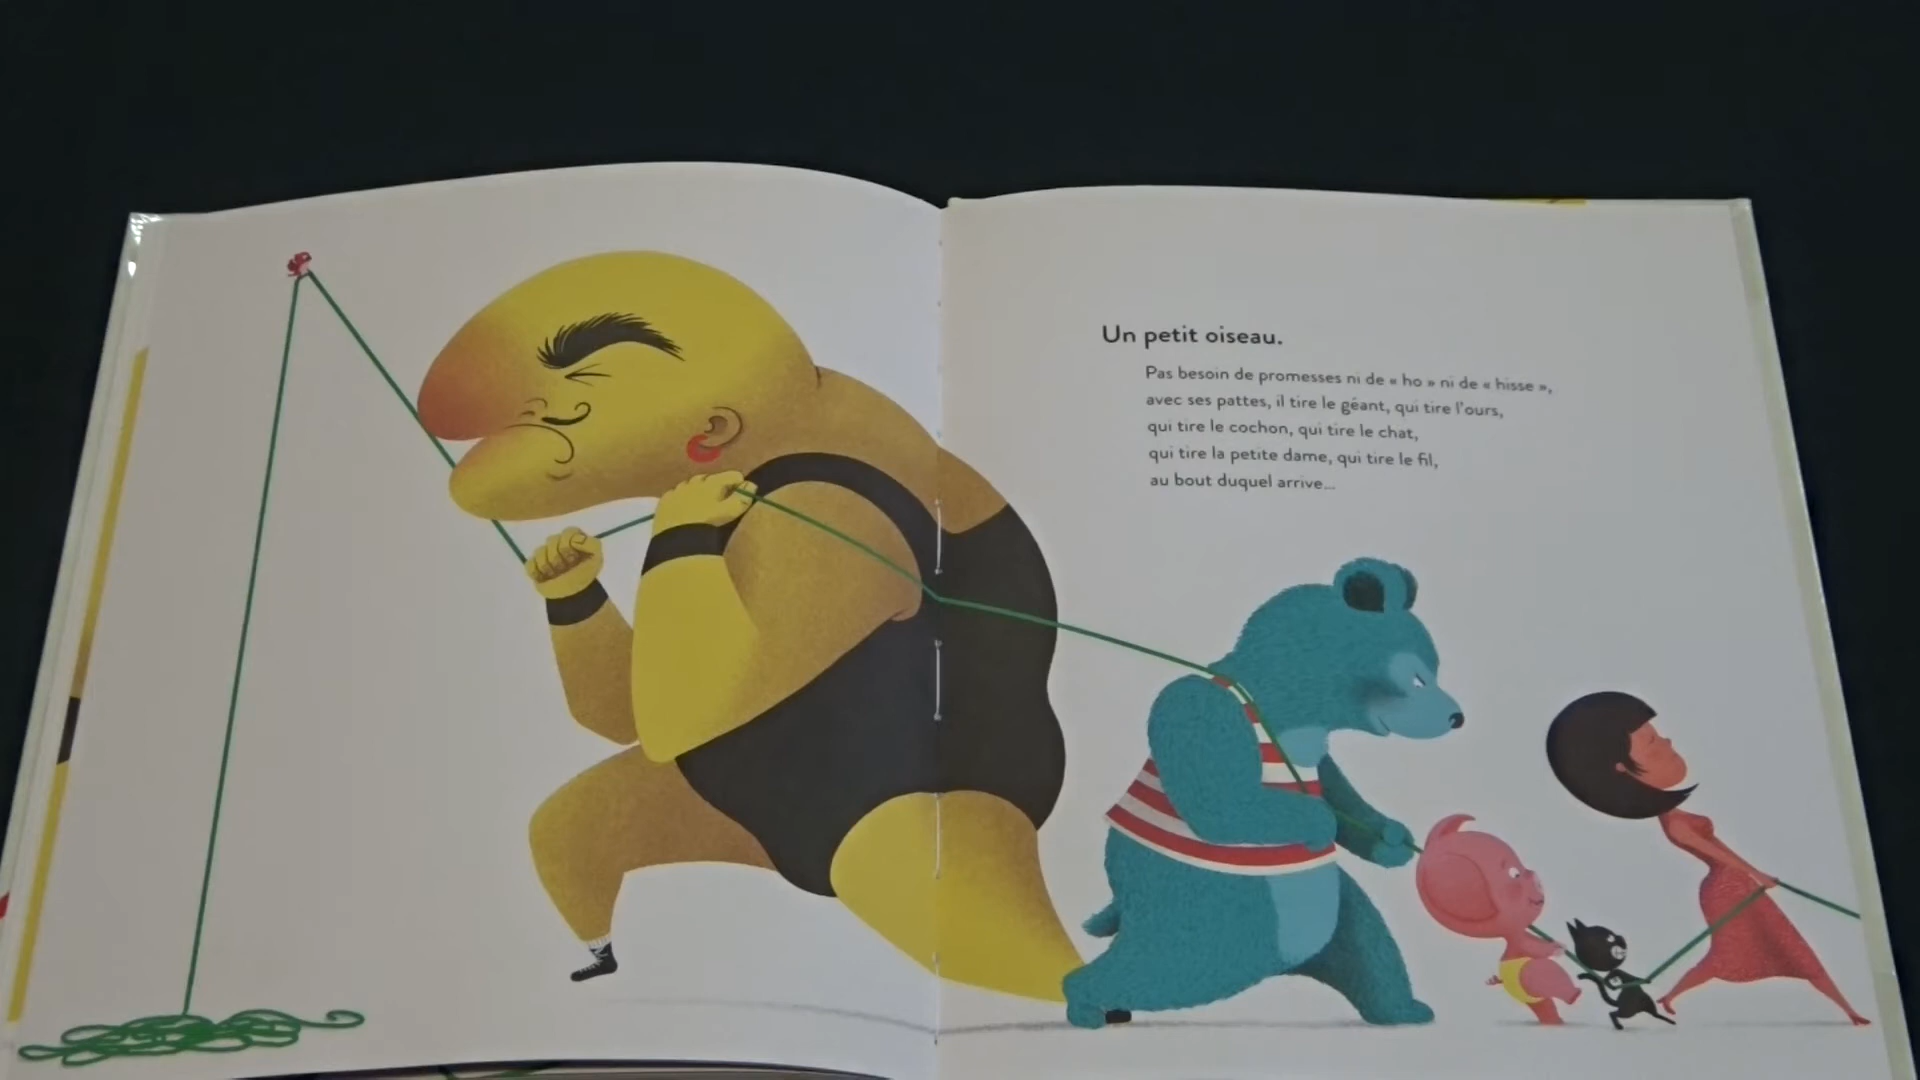 Un petit oiseau.
Pas besoin de promesses ni de « ho » ni de « hisse »,
avec ses pattes, il tire le géant, qui tire l'ours,
qui tire le cochon, qui tire le chat,
qui tire la petite dame, qui tire le fil,
au bout duquel arrive...